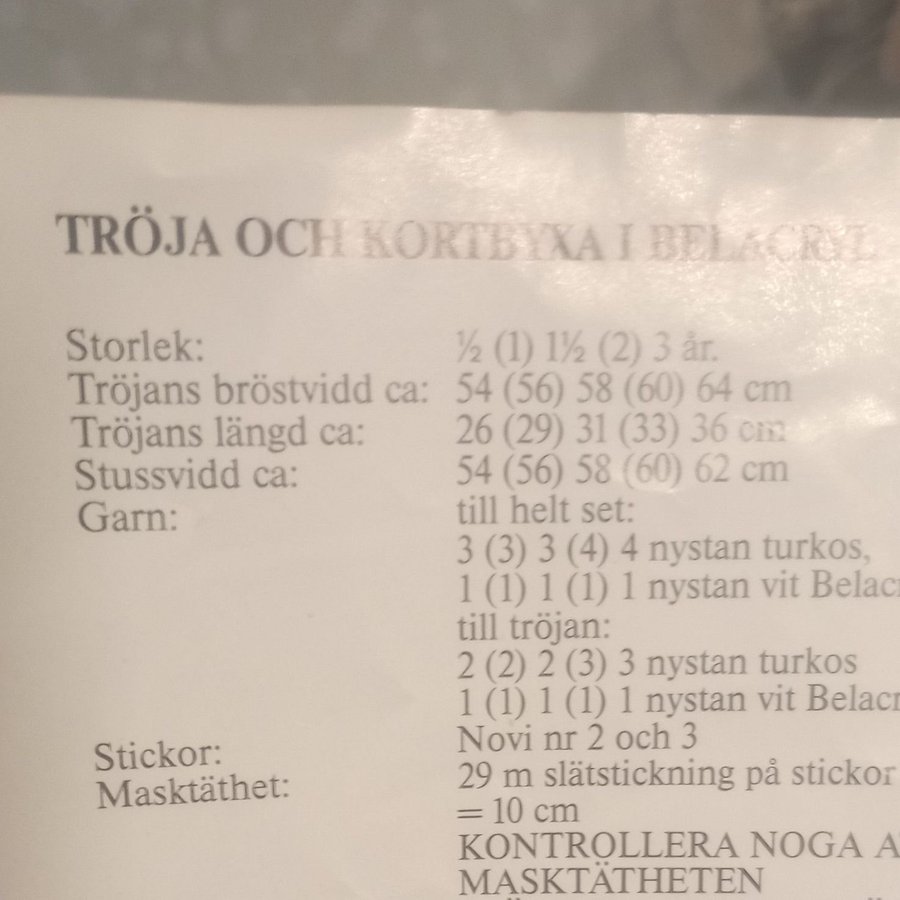 TRÖJA OCH KORTBYXA I BELACRYL
Storlek: ½ (1) 1½ (2) 3 år.
Tröjans bröstvidd ca: 54 (56) 58 (60) 64 cm
Tröjans längd ca: 26 (29) 31 (33) 36 cm
Stussvidd ca: 54 (56) 58 (60) 62 cm
Garn: till helt set:
3 (3) 3 (4) 4 nystan turkos,
1 (1) 1 (1) 1 nystan vit Belacr
till tröjan:
2 (2) 2 (3) 3 nystan turkos
1 (1) 1 (1) 1 nystan vit Belacr
Stickor: Novi nr 2 och 3
Masktäthet: 29 m slätstickning på stickor
= 10 cm
KONTROLLERA NOGA
MASKTÄTHETEN